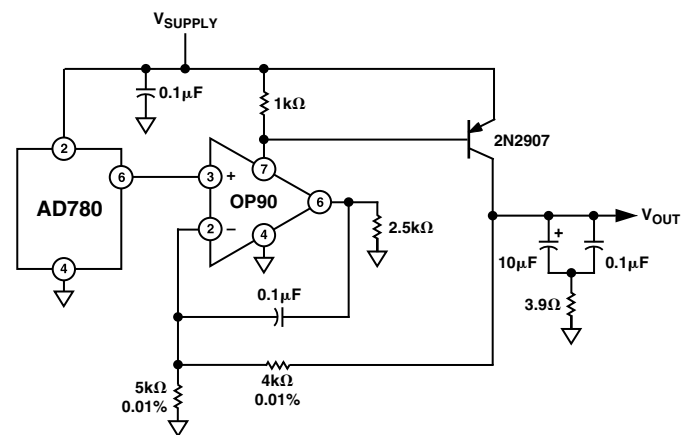 VSUPPLY
0.1μF
1kΩ
2N2907
2
6
AD780
4
3
+
7
OP90
6
2
−
4
2.5kΩ
VOUT
+
10μF
0.1μF
3.9Ω
0.1μF
5kΩ
0.01%
4kΩ
0.01%